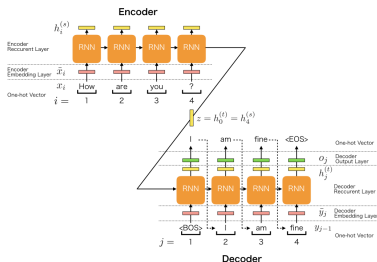 Encoder
h_i^{(s)}
Encoder Reccurent Layer
RNN RNN RNN RNN
Encoder Embedding Layer
x̄_i
x_i How are you ?
One-hot Vector
i = 1 2 3 4
z = h_0^{(t)} = h_4^{(s)}
I am fine <EOS> One-hot Vector
o_j Decoder Output Layer
h_j^{(t)}
RNN RNN RNN RNN Decoder Reccurent Layer
ȳ_j Decoder Embedding Layer
<BOS> I am fine y_{j−1} One-hot Vector
j = 1 2 3 4
Decoder